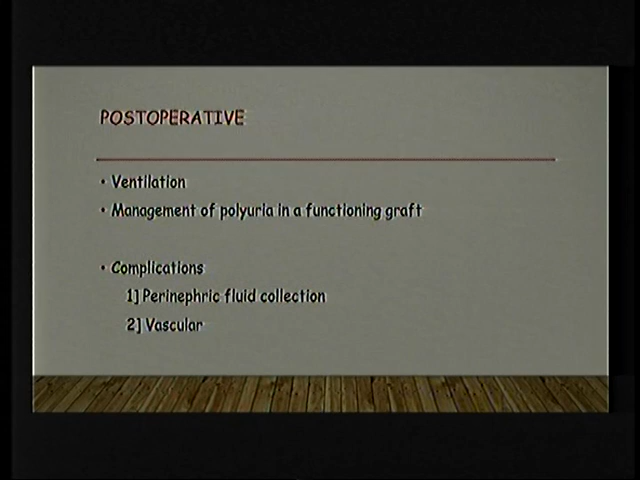 POSTOPERATIVE
• Ventilation
• Management of polyuria in a functioning graft
• Complications
1] Perinephric fluid collection
2] Vascular